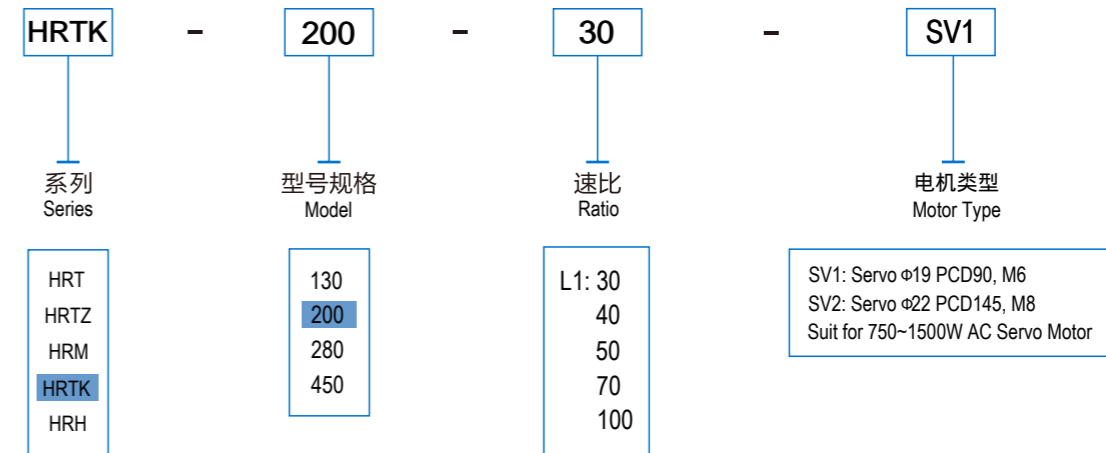 HRTK - 200 - 30 - SV1
系列
Series
型号规格
Model
速比
Ratio
电机类型
Motor Type
HRT
HRTZ
HRM
HRTK
HRH
130
200
280
450
L1: 30
40
50
70
100
SV1: Servo Φ19 PCD90, M6
SV2: Servo Φ22 PCD145, M8
Suit for 750~1500W AC Servo Motor